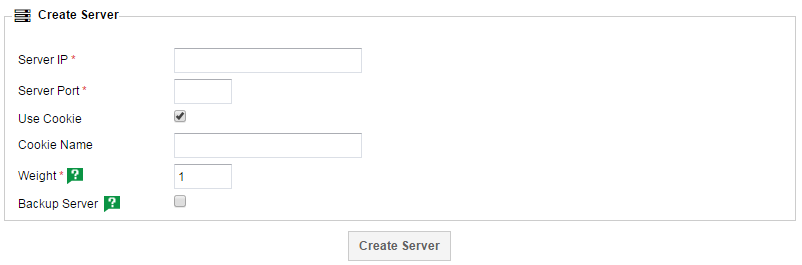 Create Server
Server IP *
Server Port *
Use Cookie
Cookie Name
Weight * ?
1
Backup Server ?
Create Server